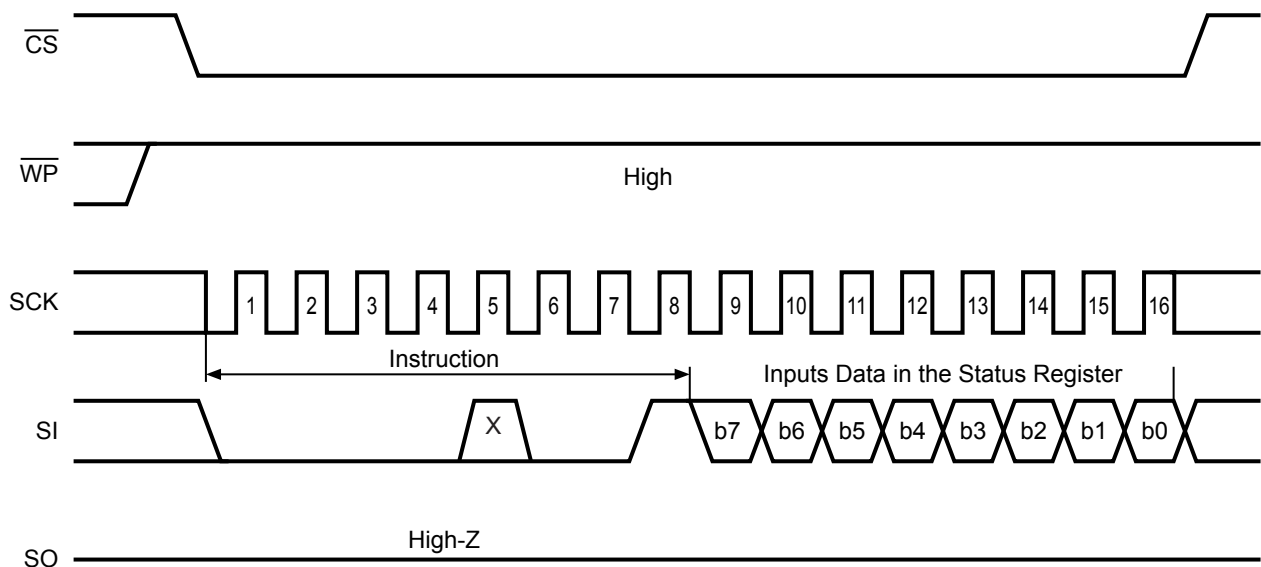 CS
WP
High
SCK
1 2 3 4 5 6 7 8 9 10 11 12 13 14 15 16
Instruction
Inputs Data in the Status Register
SI
X
b7 b6 b5 b4 b3 b2 b1 b0
High-Z
SO